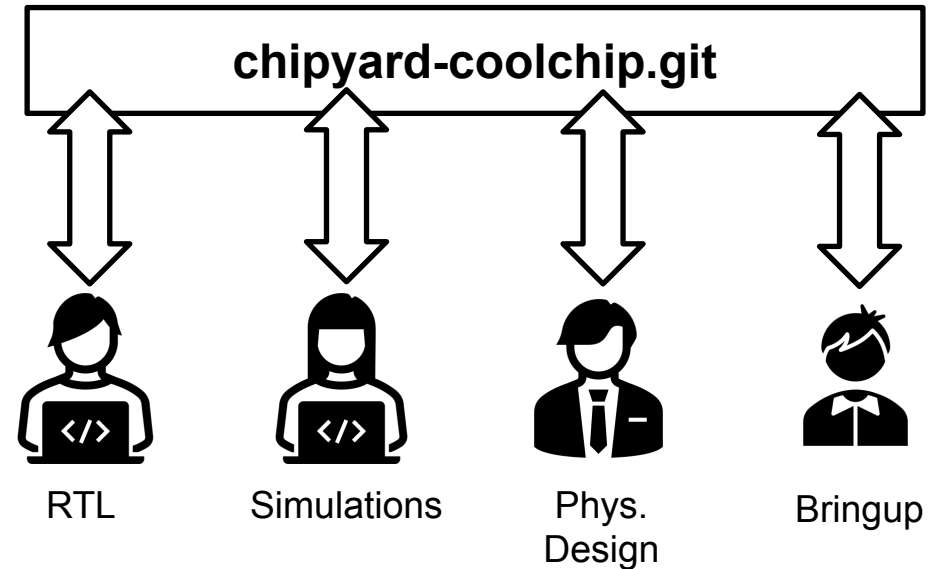 chipyard-coolchip.git
</>
</>
RTL
Simulations
Phys.
Design
Bringup